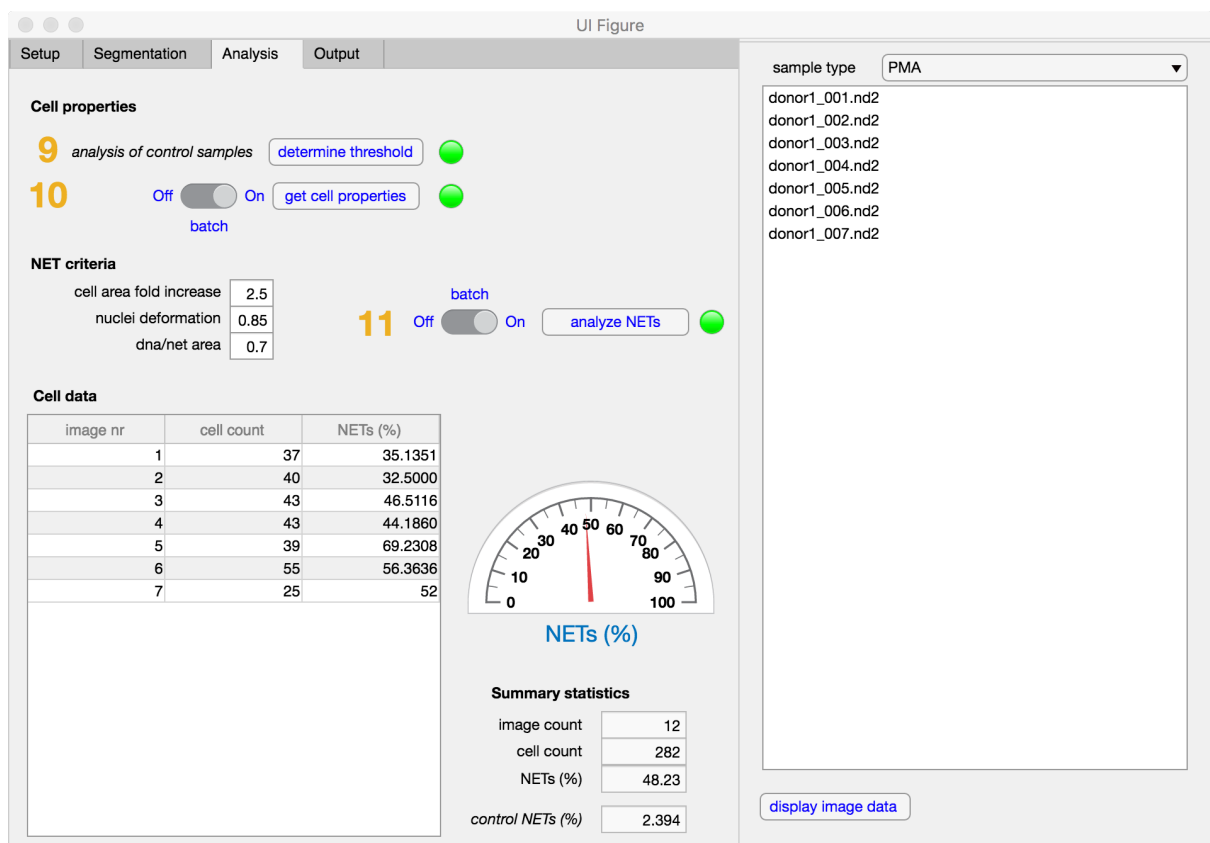 UI Figure
Setup Segmentation Analysis Output
Cell properties
9 analysis of control samples determine threshold
10 Off On get cell properties
batch
NET criteria
cell area fold increase 2.5
nuclei deformation 0.85
dna/net area 0.7
batch
11 Off On analyze NETs
Cell data
image nr cell count NETs (%)
1 37 35.1351
2 40 32.5000
3 43 46.5116
4 43 44.1860
5 39 69.2308
6 55 56.3636
7 25 52
0 10 20 30 40 50 60 70 80 90 100
NETs (%)
Summary statistics
image count 12
cell count 282
NETs (%) 48.23
control NETs (%) 2.394
sample type PMA
donor1_001.nd2
donor1_002.nd2
donor1_003.nd2
donor1_004.nd2
donor1_005.nd2
donor1_006.nd2
donor1_007.nd2
display image data